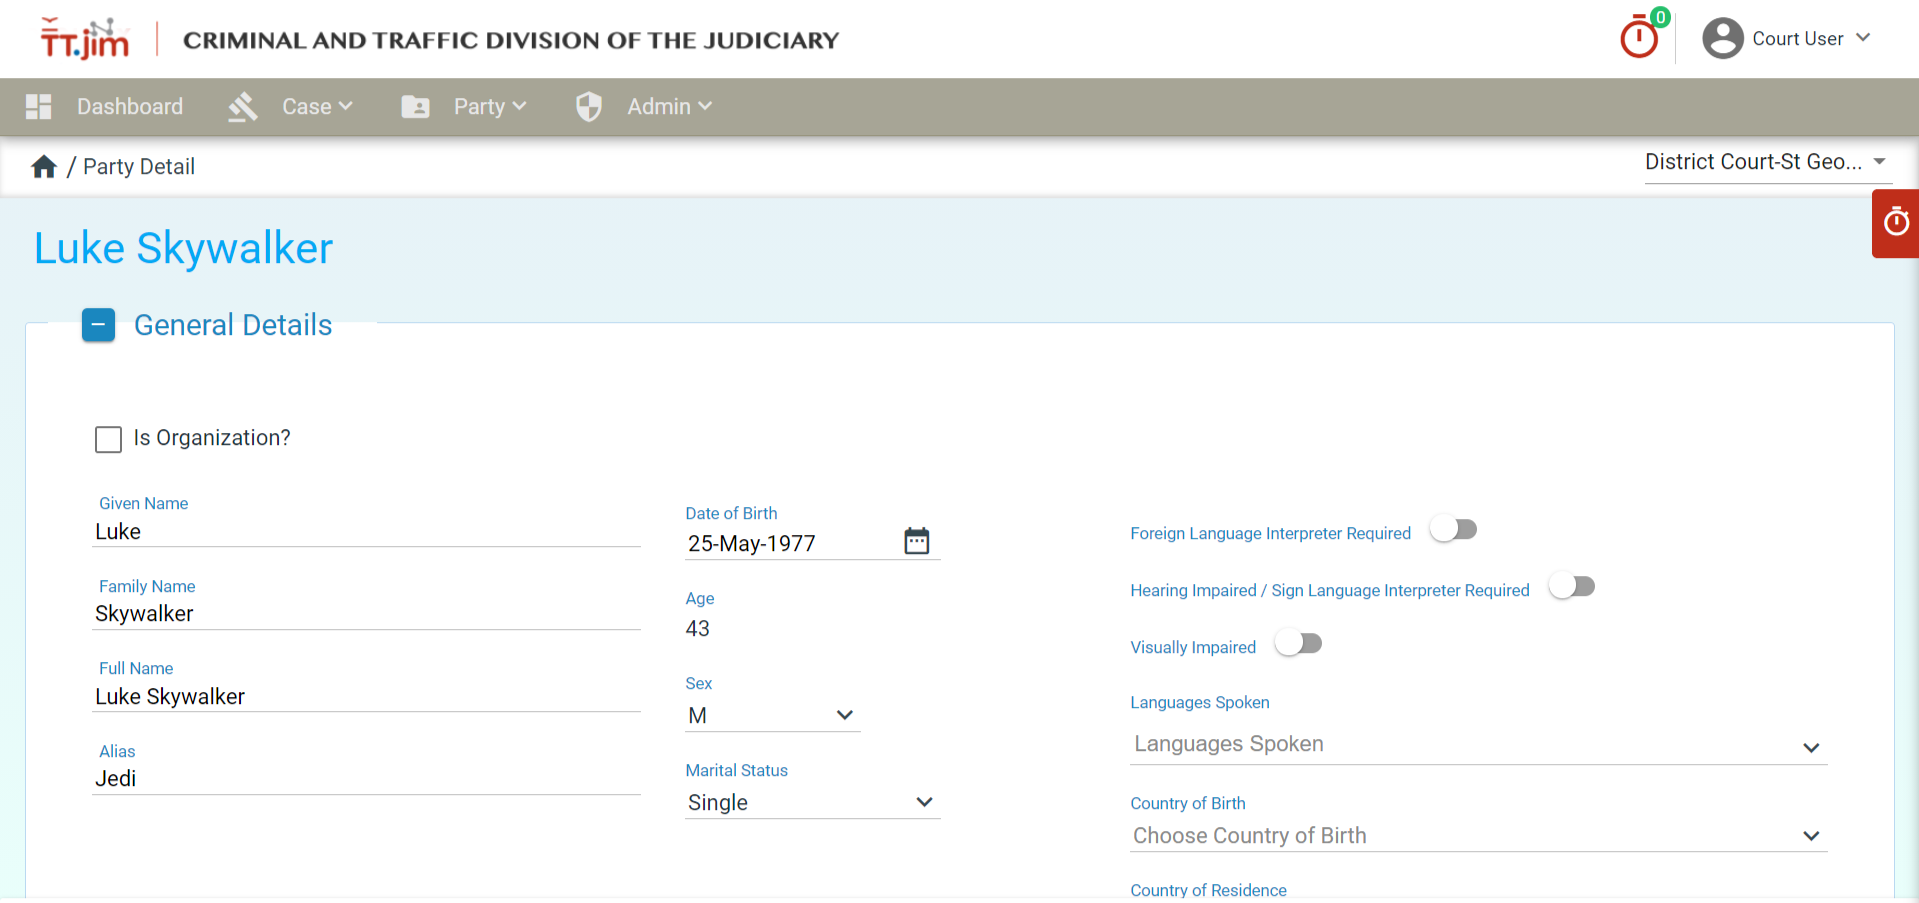 TT.jim
CRIMINAL AND TRAFFIC DIVISION OF THE JUDICIARY
0
Court User
Dashboard
Case
Party
Admin
/ Party Detail
District Court-St Geo...
Luke Skywalker
General Details
Is Organization?
Given Name
Luke
Family Name
Skywalker
Full Name
Luke Skywalker
Alias
Jedi
Date of Birth
25-May-1977
Age
43
Sex
M
Marital Status
Single
Foreign Language Interpreter Required
Hearing Impaired / Sign Language Interpreter Required
Visually Impaired
Languages Spoken
Languages Spoken
Country of Birth
Choose Country of Birth
Country of Residence